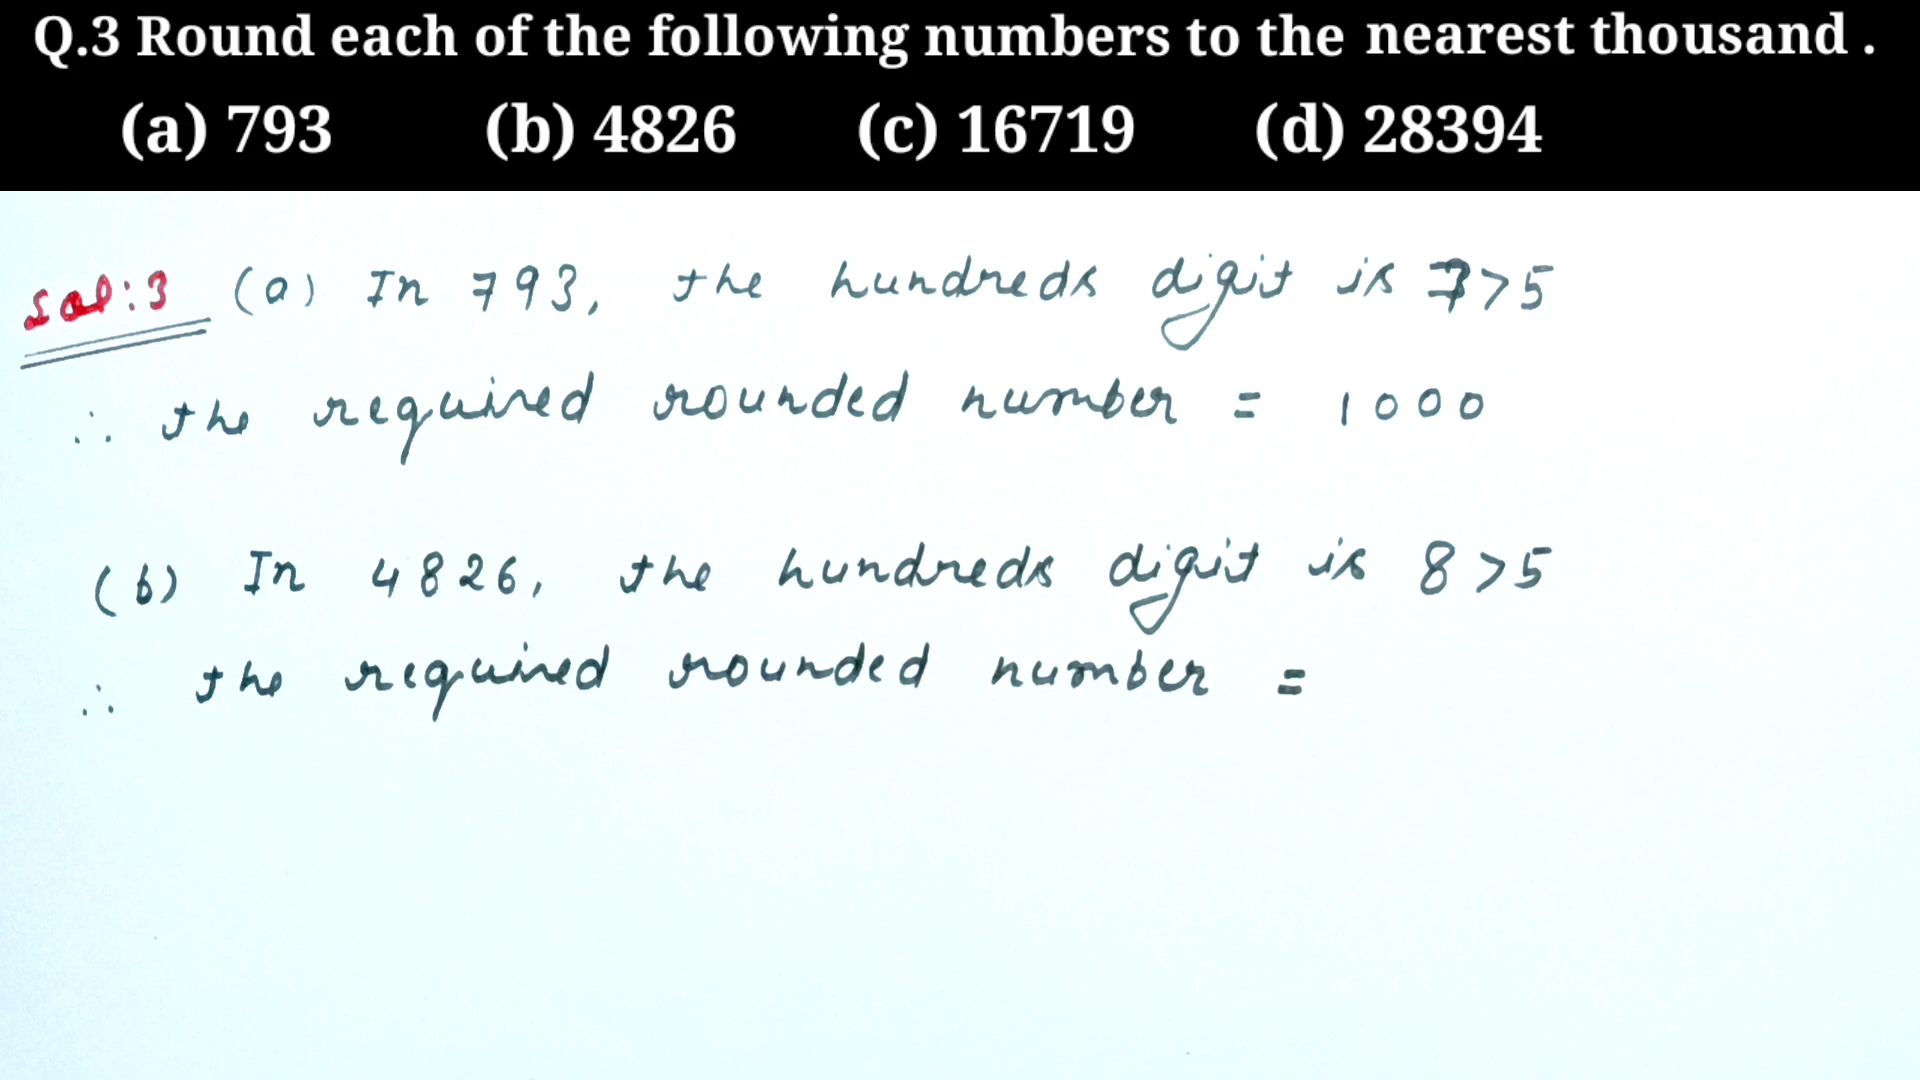 Q.3 Round each of the following numbers to the nearest thousand .
(a) 793 (b) 4826 (c) 16719 (d) 28394
Sol:3 (a) In 793, the hundreds digit is 7>5
∴ the required rounded number = 1000
(b) In 4826, the hundreds digit is 8>5
∴ the required rounded number =